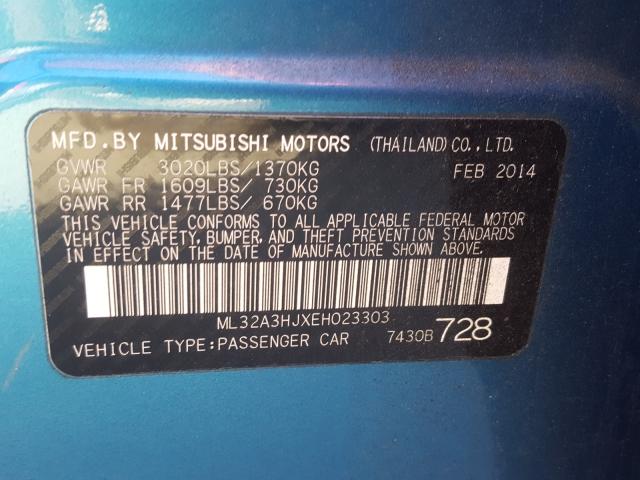 MFD.BY MITSUBISHI MOTORS (THAILAND)CO.,LTD.
GVWR 3020LBS/1370KG FEB 2014
GAWR FR 1609LBS/ 730KG
GAWR RR 1477LBS/ 670KG
THIS VEHICLE CONFORMS TO ALL APPLICABLE FEDERAL MOTOR
VEHICLE SAFETY, BUMPER, AND THEFT PREVENTION STANDARDS
IN EFFECT ON THE DATE OF MANUFACTURE SHOWN ABOVE.
ML32A3HJXEH023303
VEHICLE TYPE:PASSENGER CAR 7430B 728